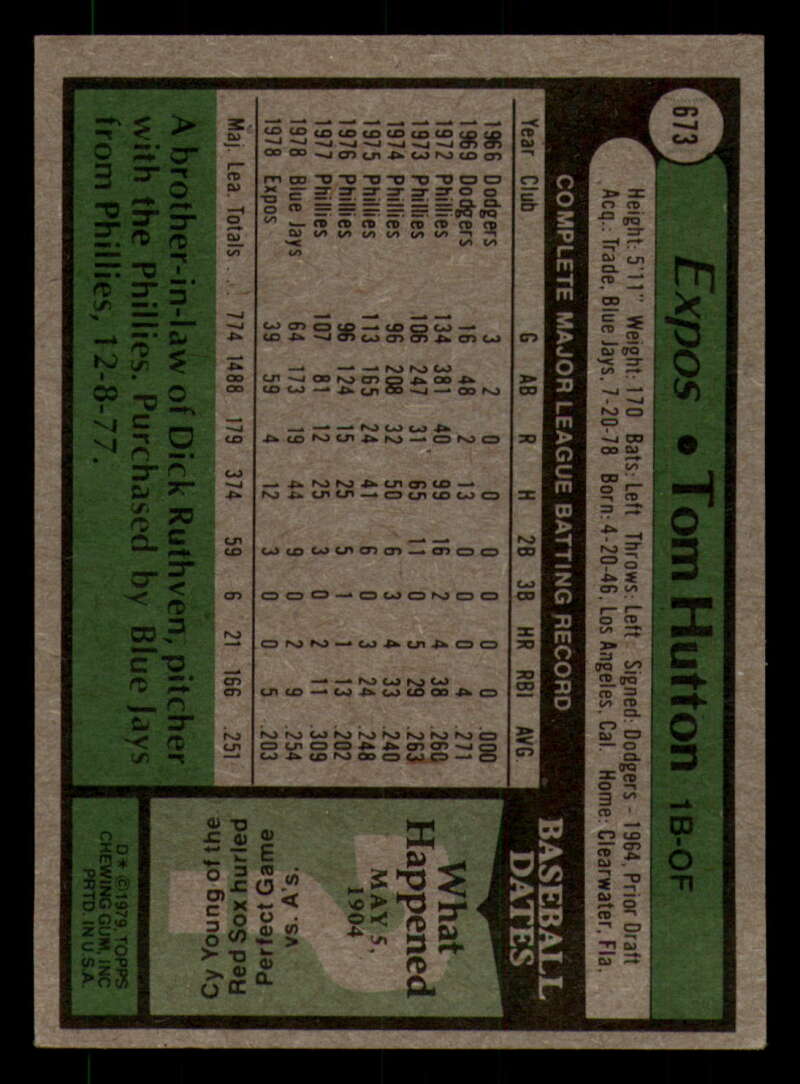 673
Expos • Tom Hutton 1B-OF
Height: 5'11" Weight: 170 Bats: Left Throws: Left Signed: Dodgers - 1964, Prior Draft
Acq.: Trade, Blue Jays, 7-20-78 Born: 4-20-46, Los Angeles, Cal. Home: Clearwater, Fla.
COMPLETE MAJOR LEAGUE BATTING RECORD
Year Club G AB R H 2B 3B HR RBI AVG
1966 Dodgers 3 2 0 0 0 0 0 0 .000
1969 Dodgers 16 48 2 13 0 0 0 4 .271
1972 Phillies 134 381 40 99 16 2 4 38 .260
1973 Phillies 106 247 31 65 11 0 5 29 .263
1974 Phillies 96 208 32 50 6 3 4 33 .240
1975 Phillies 113 165 24 41 6 0 3 24 .248
1976 Phillies 96 124 15 25 5 1 1 13 .202
1977 Phillies 107 81 12 25 3 0 2 11 .309
1978 Blue Jays 64 173 19 44 9 0 2 9 .254
1978 Expos 39 59 4 12 3 0 0 5 .203
Maj. Lea. Totals .... 774 1488 179 374 59 6 21 166 .251
A brother-in-law of Dick Ruthven, pitcher
with the Phillies. Purchased by Blue Jays
from Phillies, 12-8-77.
BASEBALL
DATES
What
Happened
MAY 5,
1904
Cy Young of the
Red Sox hurled
Perfect Game
vs. A's.
D* © 1979, TOPPS
CHEWING GUM, INC
PRTD. IN U.S.A.